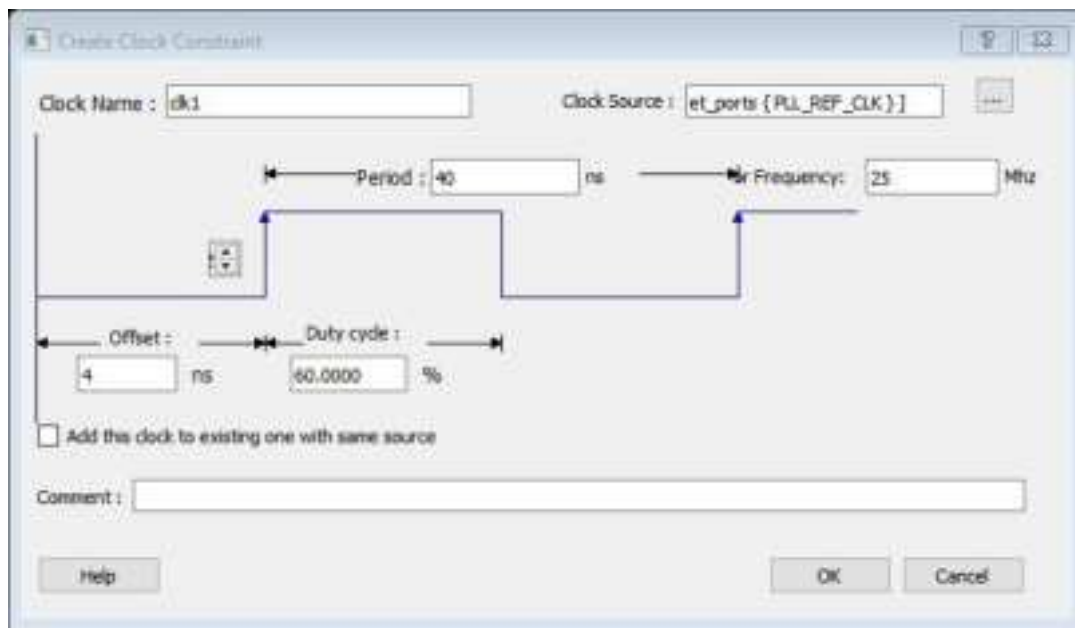 Create Clock Constraint
Clock Name : clk1 Clock Source : et_ports { PLL_REF_CLK } ] ...
Period : 40 ns or Frequency: 25 Mhz
Offset : Duty cycle :
4 ns 60.0000 %
Add this clock to existing one with same source
Comment :
Help OK Cancel